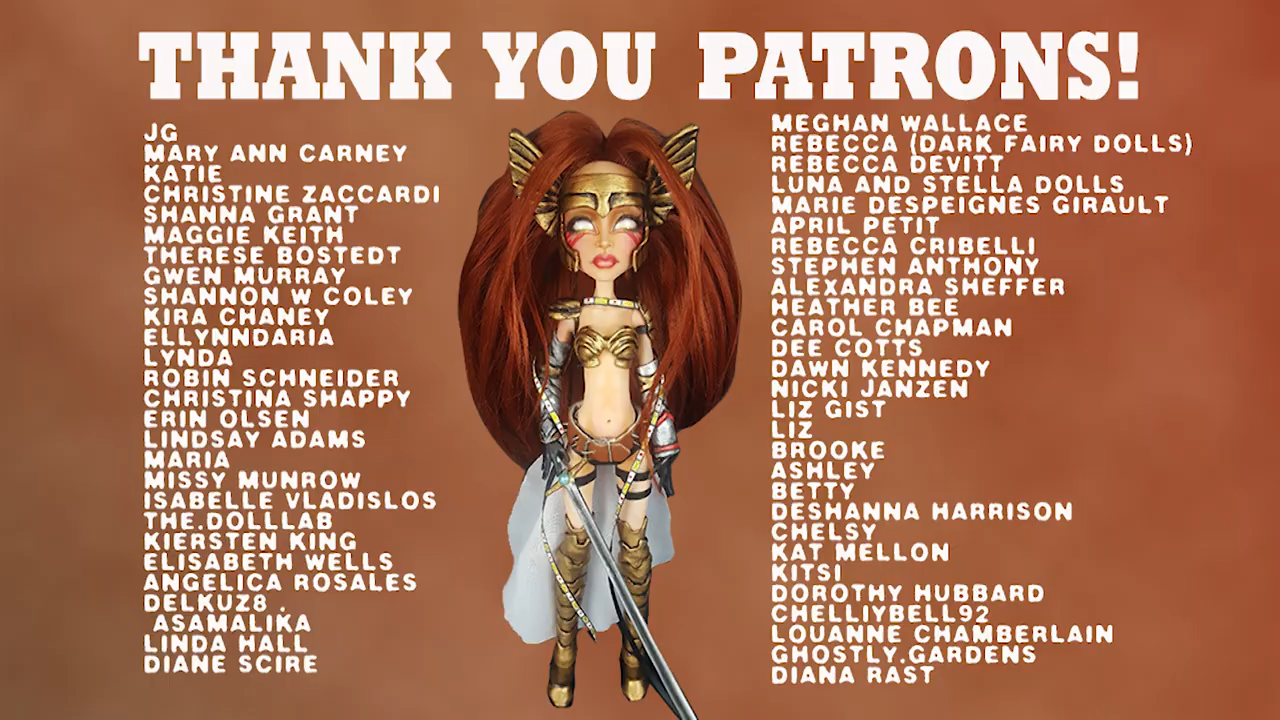 THANK YOU PATRONS!
JG
MARY ANN CARNEY
KATIE
CHRISTINE ZACCARDI
SHANNA GRANT
MAGGIE KEITH
THERESE BOSTEDT
GWEN MURRAY
SHANNON W COLEY
KIRA CHANEY
ELLYNNDARIA
LYNDA
ROBIN SCHNEIDER
CHRISTINA SHAPPY
ERIN OLSEN
LINDSAY ADAMS
MARIA
MISSY MUNROW
ISABELLE VLADISLOS
THE.DOLLLAB
KIERSTEN KING
ELISABETH WELLS
ANGELICA ROSALES
DELKUZ8 .
ASAMALIKA
LINDA HALL
DIANE SCIRE
MEGHAN WALLACE
REBECCA (DARK FAIRY DOLLS)
REBECCA DEVITT
LUNA AND STELLA DOLLS
MARIE DESPEIGNES GIRAULT
APRIL PETIT
REBECCA CRIBELLI
STEPHEN ANTHONY
ALEXANDRA SHEFFER
HEATHER BEE
CAROL CHAPMAN
DEE COTTS
DAWN KENNEDY
NICKI JANZEN
LIZ GIST
LIZ
BROOKE
ASHLEY
BETTY
DESHANNA HARRISON
CHELSY
KAT MELLON
KITSI
DOROTHY HUBBARD
CHELLIYBELL92
LOUANNE CHAMBERLAIN
GHOSTLY.GARDENS
DIANA RAST